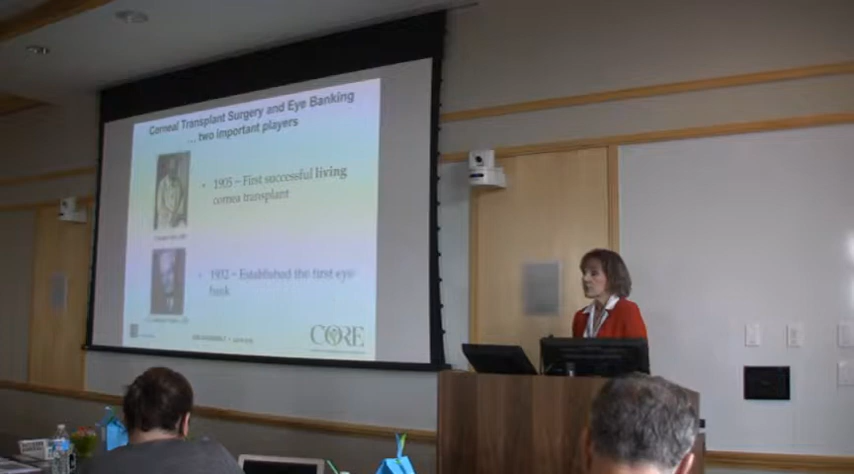 Corneal Transplant Surgery and Eye Banking
... two important players
• 1905 – First successful living
cornea transplant
• 1932 – Established the first eye
bank
CORE